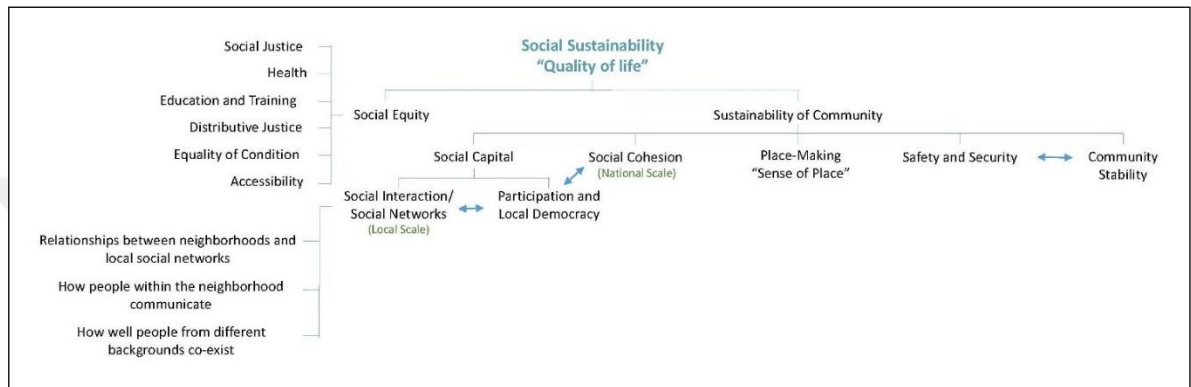 Social Sustainability
“Quality of life”
Social Justice
Health
Education and Training
Distributive Justice
Equality of Condition
Accessibility
Social Equity
Sustainability of Community
Social Capital
Social Cohesion
(National Scale)
Place-Making
“Sense of Place”
Safety and Security
Community
Stability
Social Interaction/
Social Networks
(Local Scale)
Participation and
Local Democracy
Relationships between neighborhoods and
local social networks
How people within the neighborhood
communicate
How well people from different
backgrounds co-exist